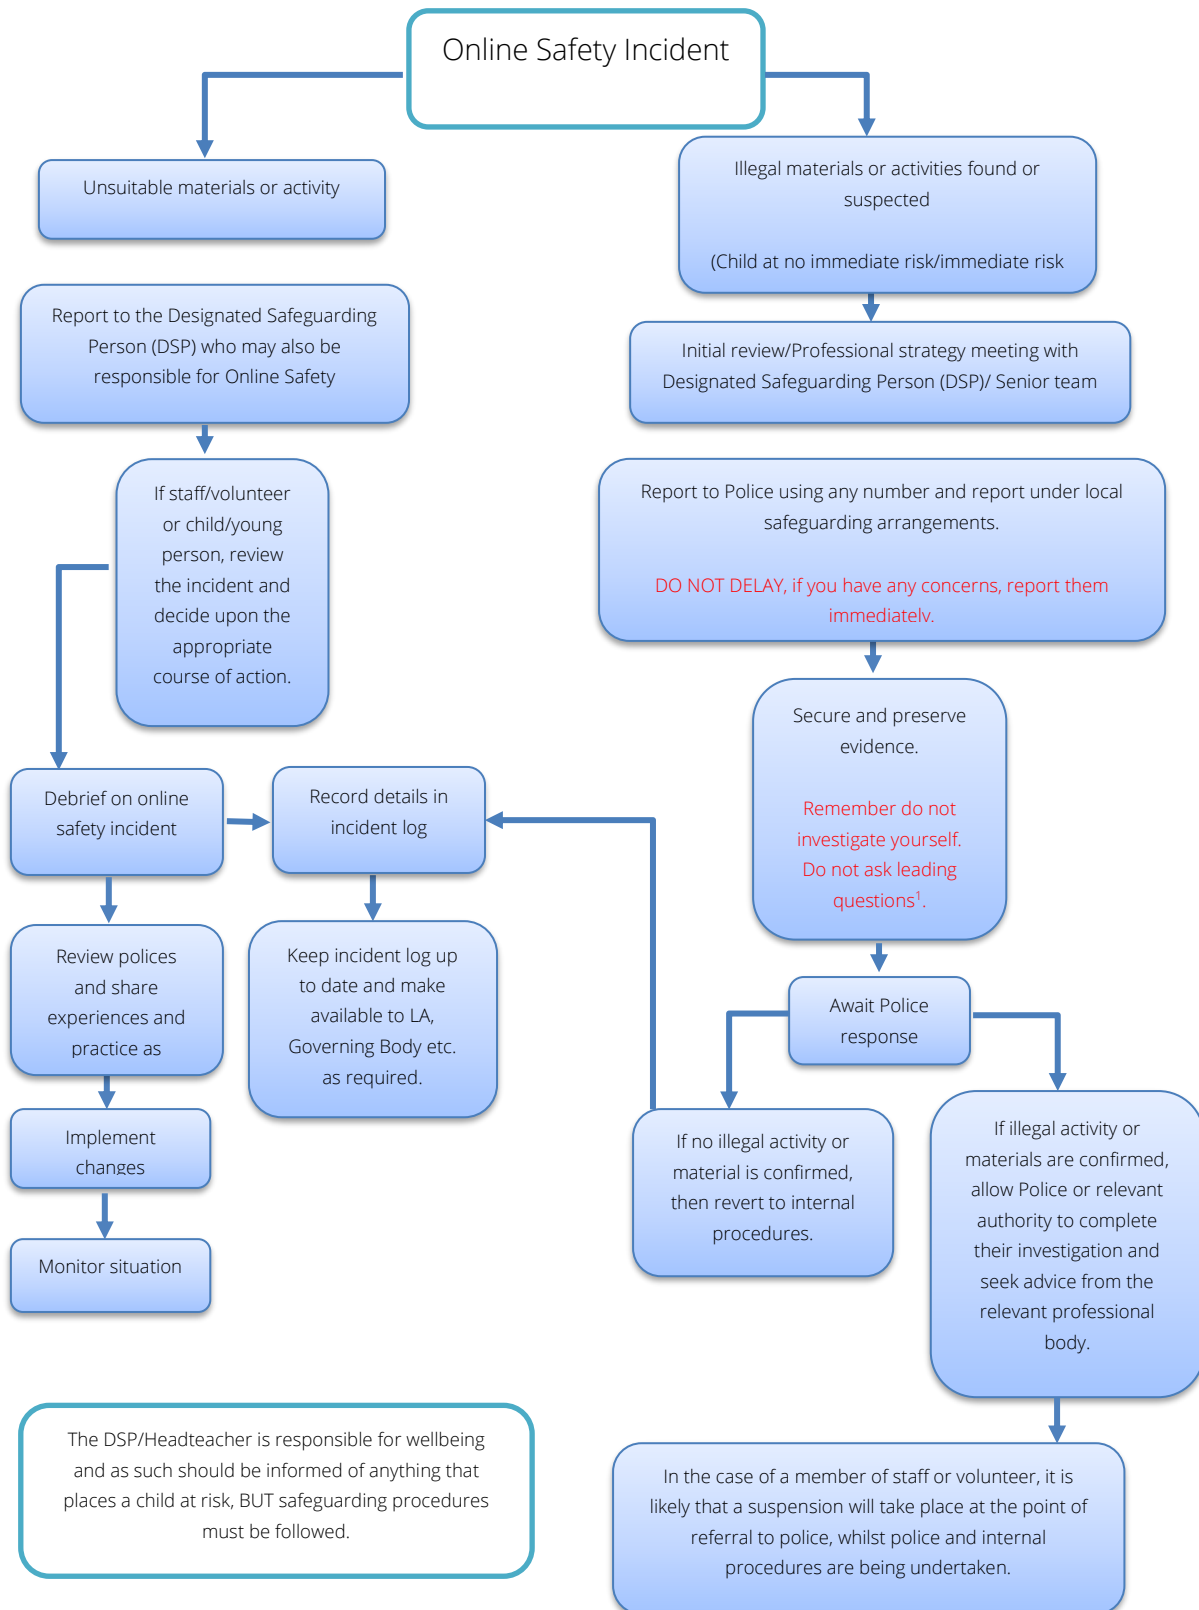 Online Safety Incident
Unsuitable materials or activity
Illegal materials or activities found or
suspected
(Child at no immediate risk/immediate risk
Report to the Designated Safeguarding
Person (DSP) who may also be
responsible for Online Safety
Initial review/Professional strategy meeting with
Designated Safeguarding Person (DSP)/ Senior team
If staff/volunteer
or child/young
person, review
the incident and
decide upon the
appropriate
course of action.
Report to Police using any number and report under local
safeguarding arrangements.
DO NOT DELAY, if you have any concerns, report them
immediately.
Secure and preserve
evidence.
Remember do not
investigate yourself.
Do not ask leading
questions¹.
Debrief on online
safety incident
Record details in
incident log
Review polices
and share
experiences and
practice as
Keep incident log up
to date and make
available to LA,
Governing Body etc.
as required.
Await Police
response
Implement
changes
Monitor situation
If no illegal activity or
material is confirmed,
then revert to internal
procedures.
If illegal activity or
materials are confirmed,
allow Police or relevant
authority to complete
their investigation and
seek advice from the
relevant professional
body.
The DSP/Headteacher is responsible for wellbeing
and as such should be informed of anything that
places a child at risk, BUT safeguarding procedures
must be followed.
In the case of a member of staff or volunteer, it is
likely that a suspension will take place at the point of
referral to police, whilst police and internal
procedures are being undertaken.